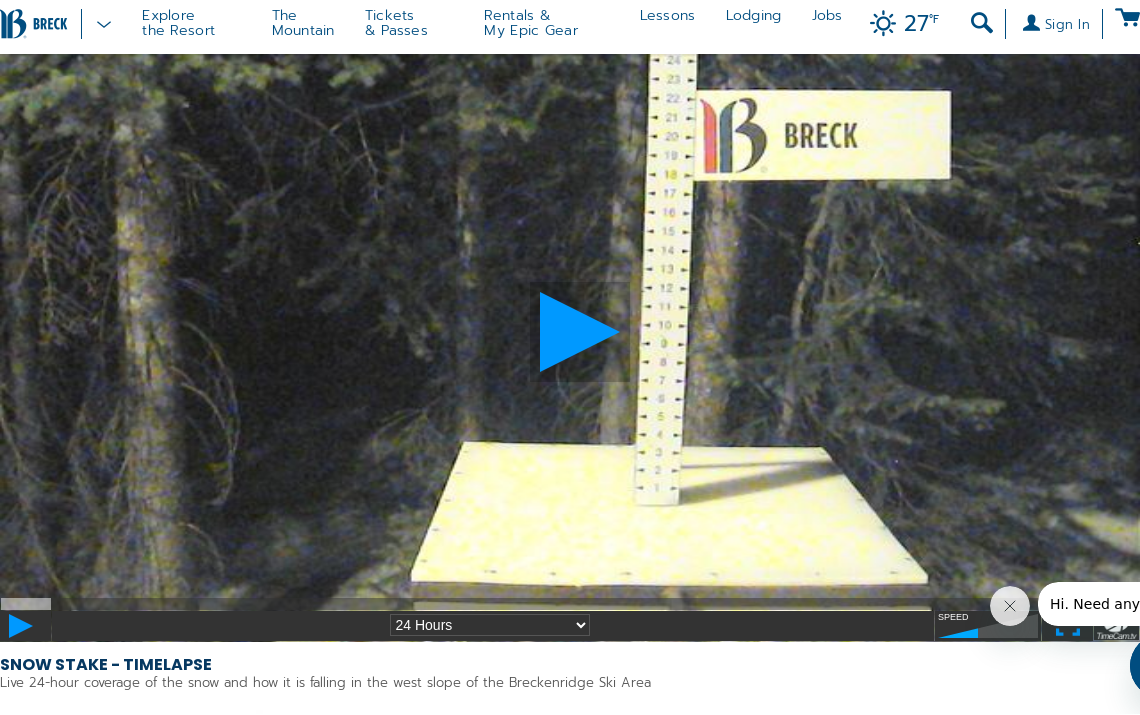 BRECK
Explore
the Resort
The
Mountain
Tickets
& Passes
Rentals &
My Epic Gear
Lessons
Lodging
Jobs
27°F
Sign In
24
23
22
21
20
19
18
17
16
15
14
13
12
11
10
9
8
7
6
5
4
3
2
1
BRECK
24 Hours
SPEED
Hi. Need any
TimeCam.tv
SNOW STAKE - TIMELAPSE
Live 24-hour coverage of the snow and how it is falling in the west slope of the Breckenridge Ski Area